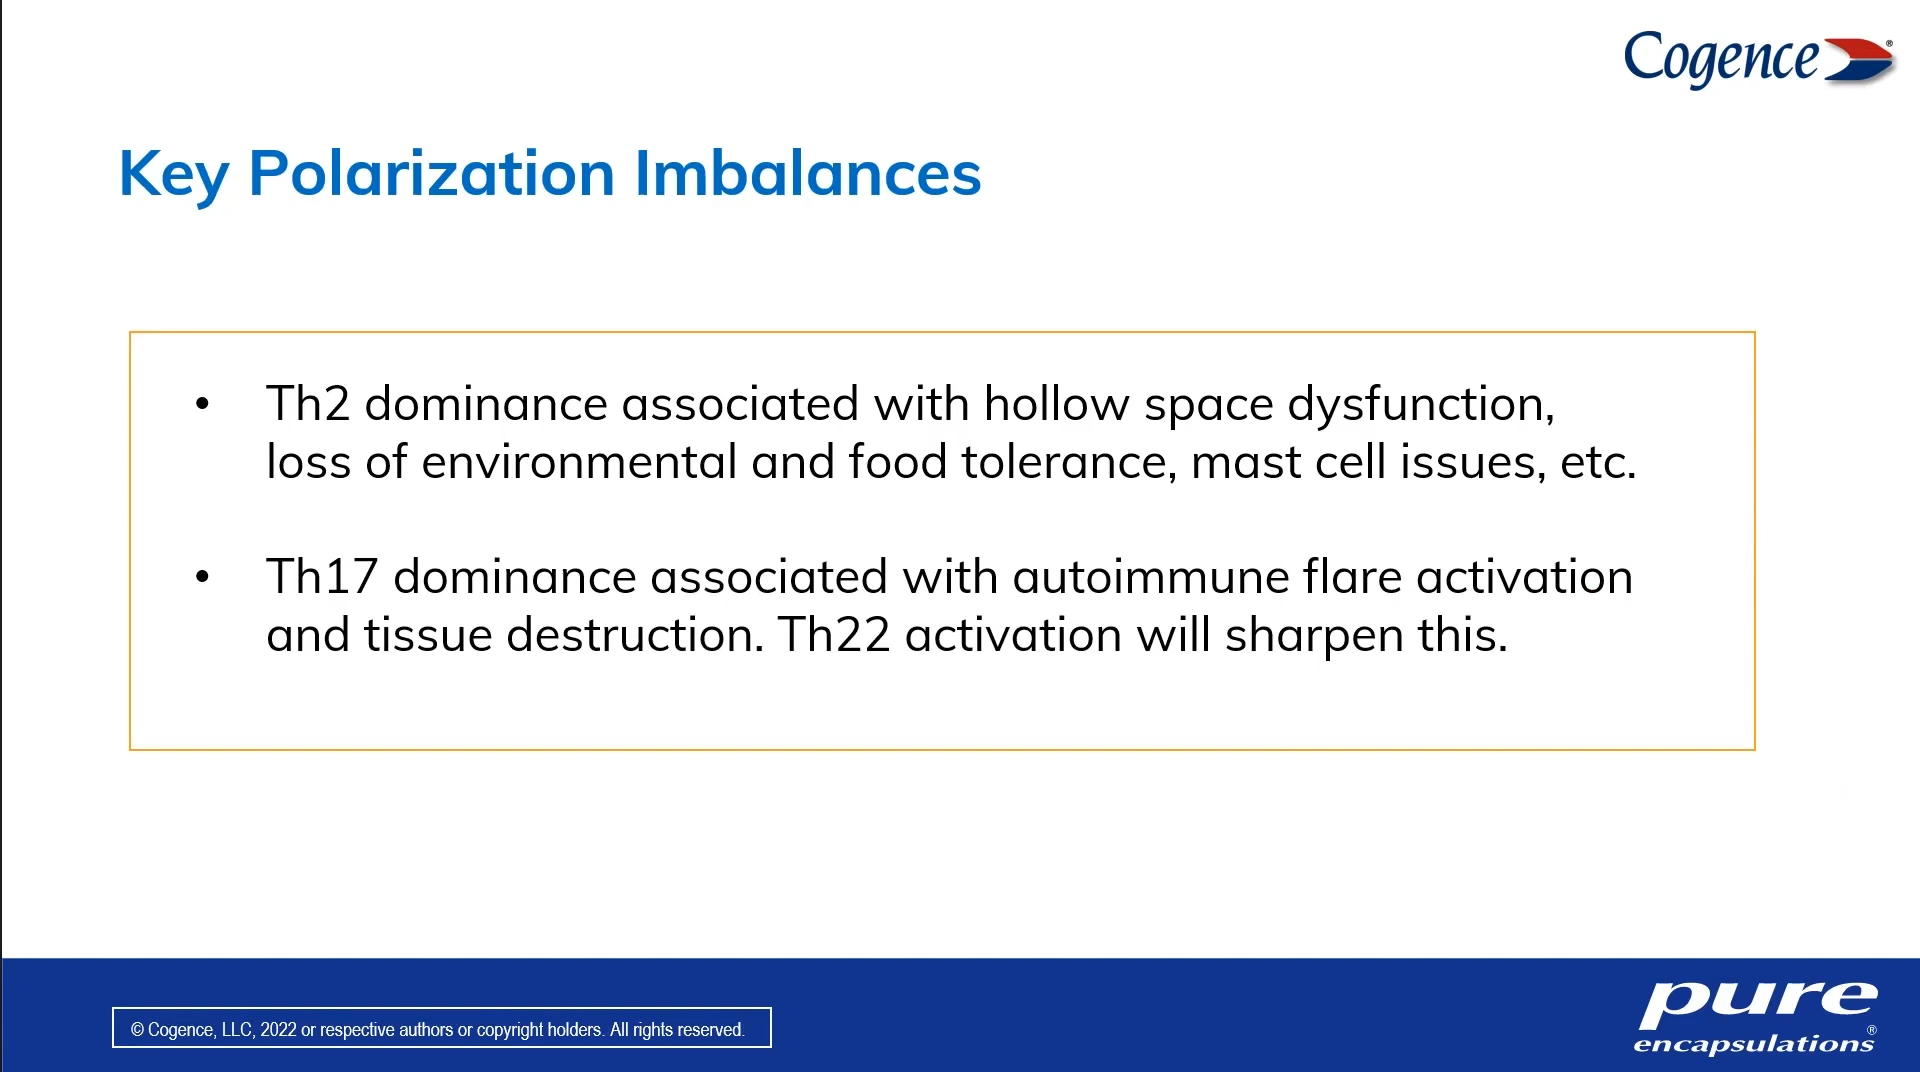 Cogence®
Key Polarization Imbalances
• Th2 dominance associated with hollow space dysfunction,
loss of environmental and food tolerance, mast cell issues, etc.
• Th17 dominance associated with autoimmune flare activation
and tissue destruction. Th22 activation will sharpen this.
© Cogence, LLC, 2022 or respective authors or copyright holders. All rights reserved.
pure
encapsulations®